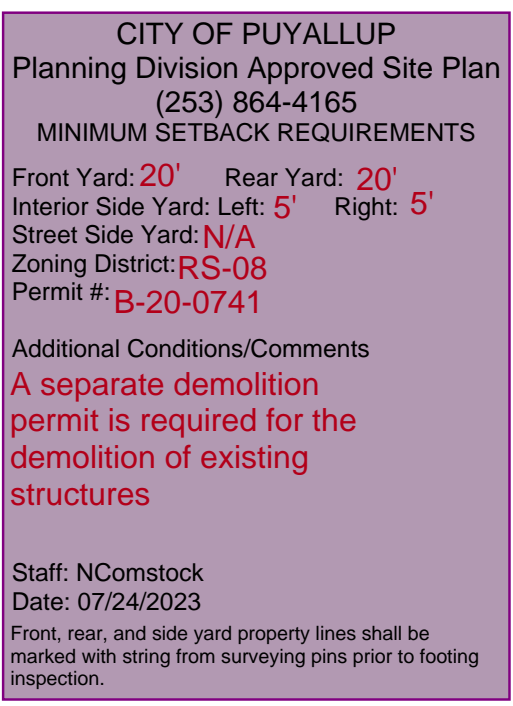 CITY OF PUYALLUP
Planning Division Approved Site Plan
(253) 864-4165
MINIMUM SETBACK REQUIREMENTS
Front Yard: 20' Rear Yard: 20'
Interior Side Yard: Left: 5' Right: 5'
Street Side Yard: N/A
Zoning District: RS-08
Permit #: B-20-0741
Additional Conditions/Comments
A separate demolition
permit is required for the
demolition of existing
structures
Staff: NComstock
Date: 07/24/2023
Front, rear, and side yard property lines shall be
marked with string from surveying pins prior to footing
inspection.